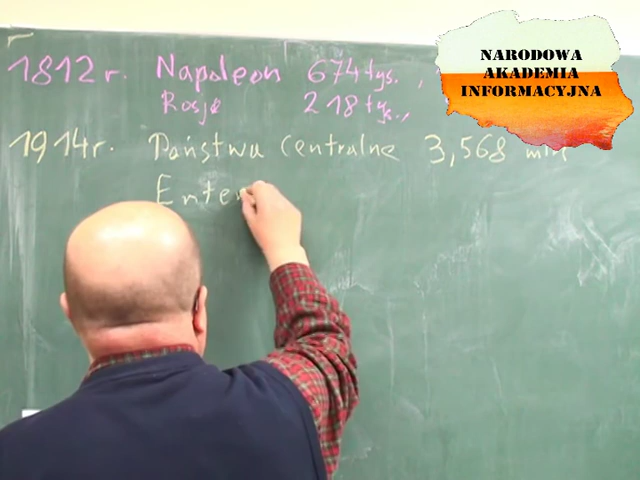 1812 r. Napoleon 674 tys.,
Rosja 218 tys.,
1914 r. Państwa Centralne 3,568 mln
Enten
NARODOWA
AKADEMIA
INFORMACYJNA